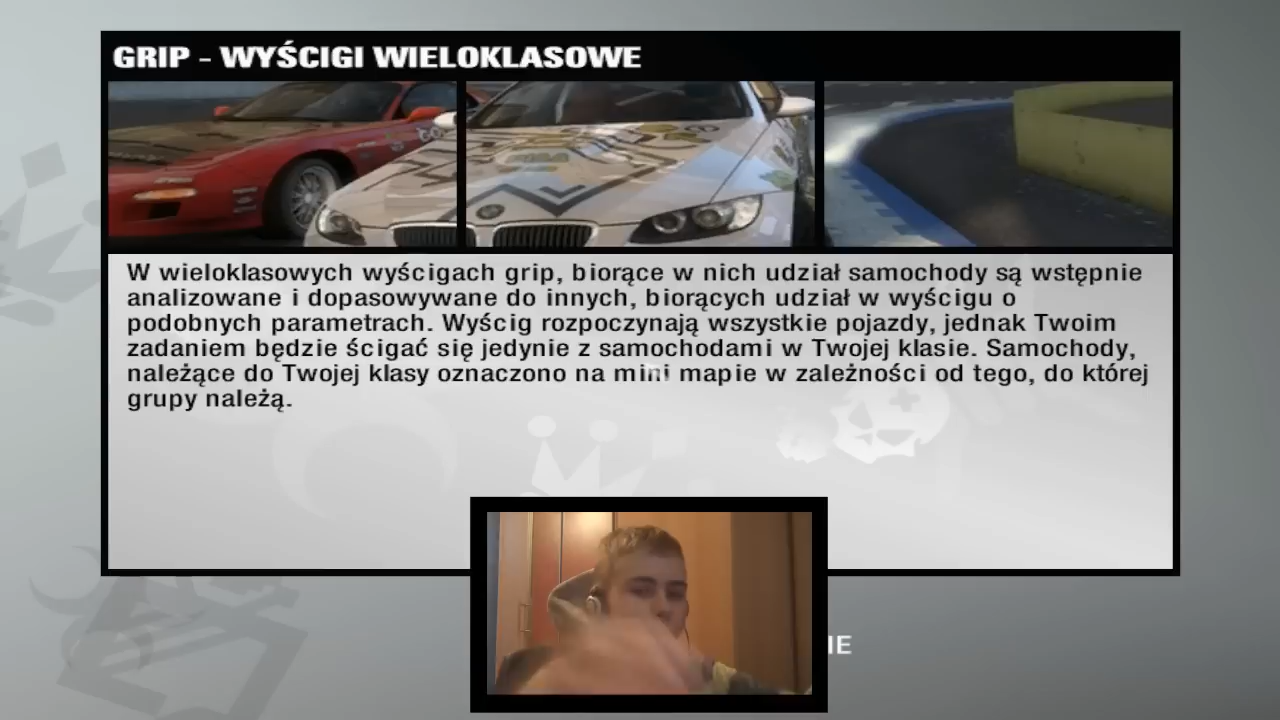 GRIP - WYŚCIGI WIELOKLASOWE
W wieloklasowych wyścigach grip, biorące w nich udział samochody są wstępnie
analizowane i dopasowywane do innych, biorących udział w wyścigu o
podobnych parametrach. Wyścig rozpoczynają wszystkie pojazdy, jednak Twoim
zadaniem będzie ścigać się jedynie z samochodami w Twojej klasie. Samochody,
należące do Twojej klasy oznaczono na mini mapie w zależności od tego, do której
grupy należą.